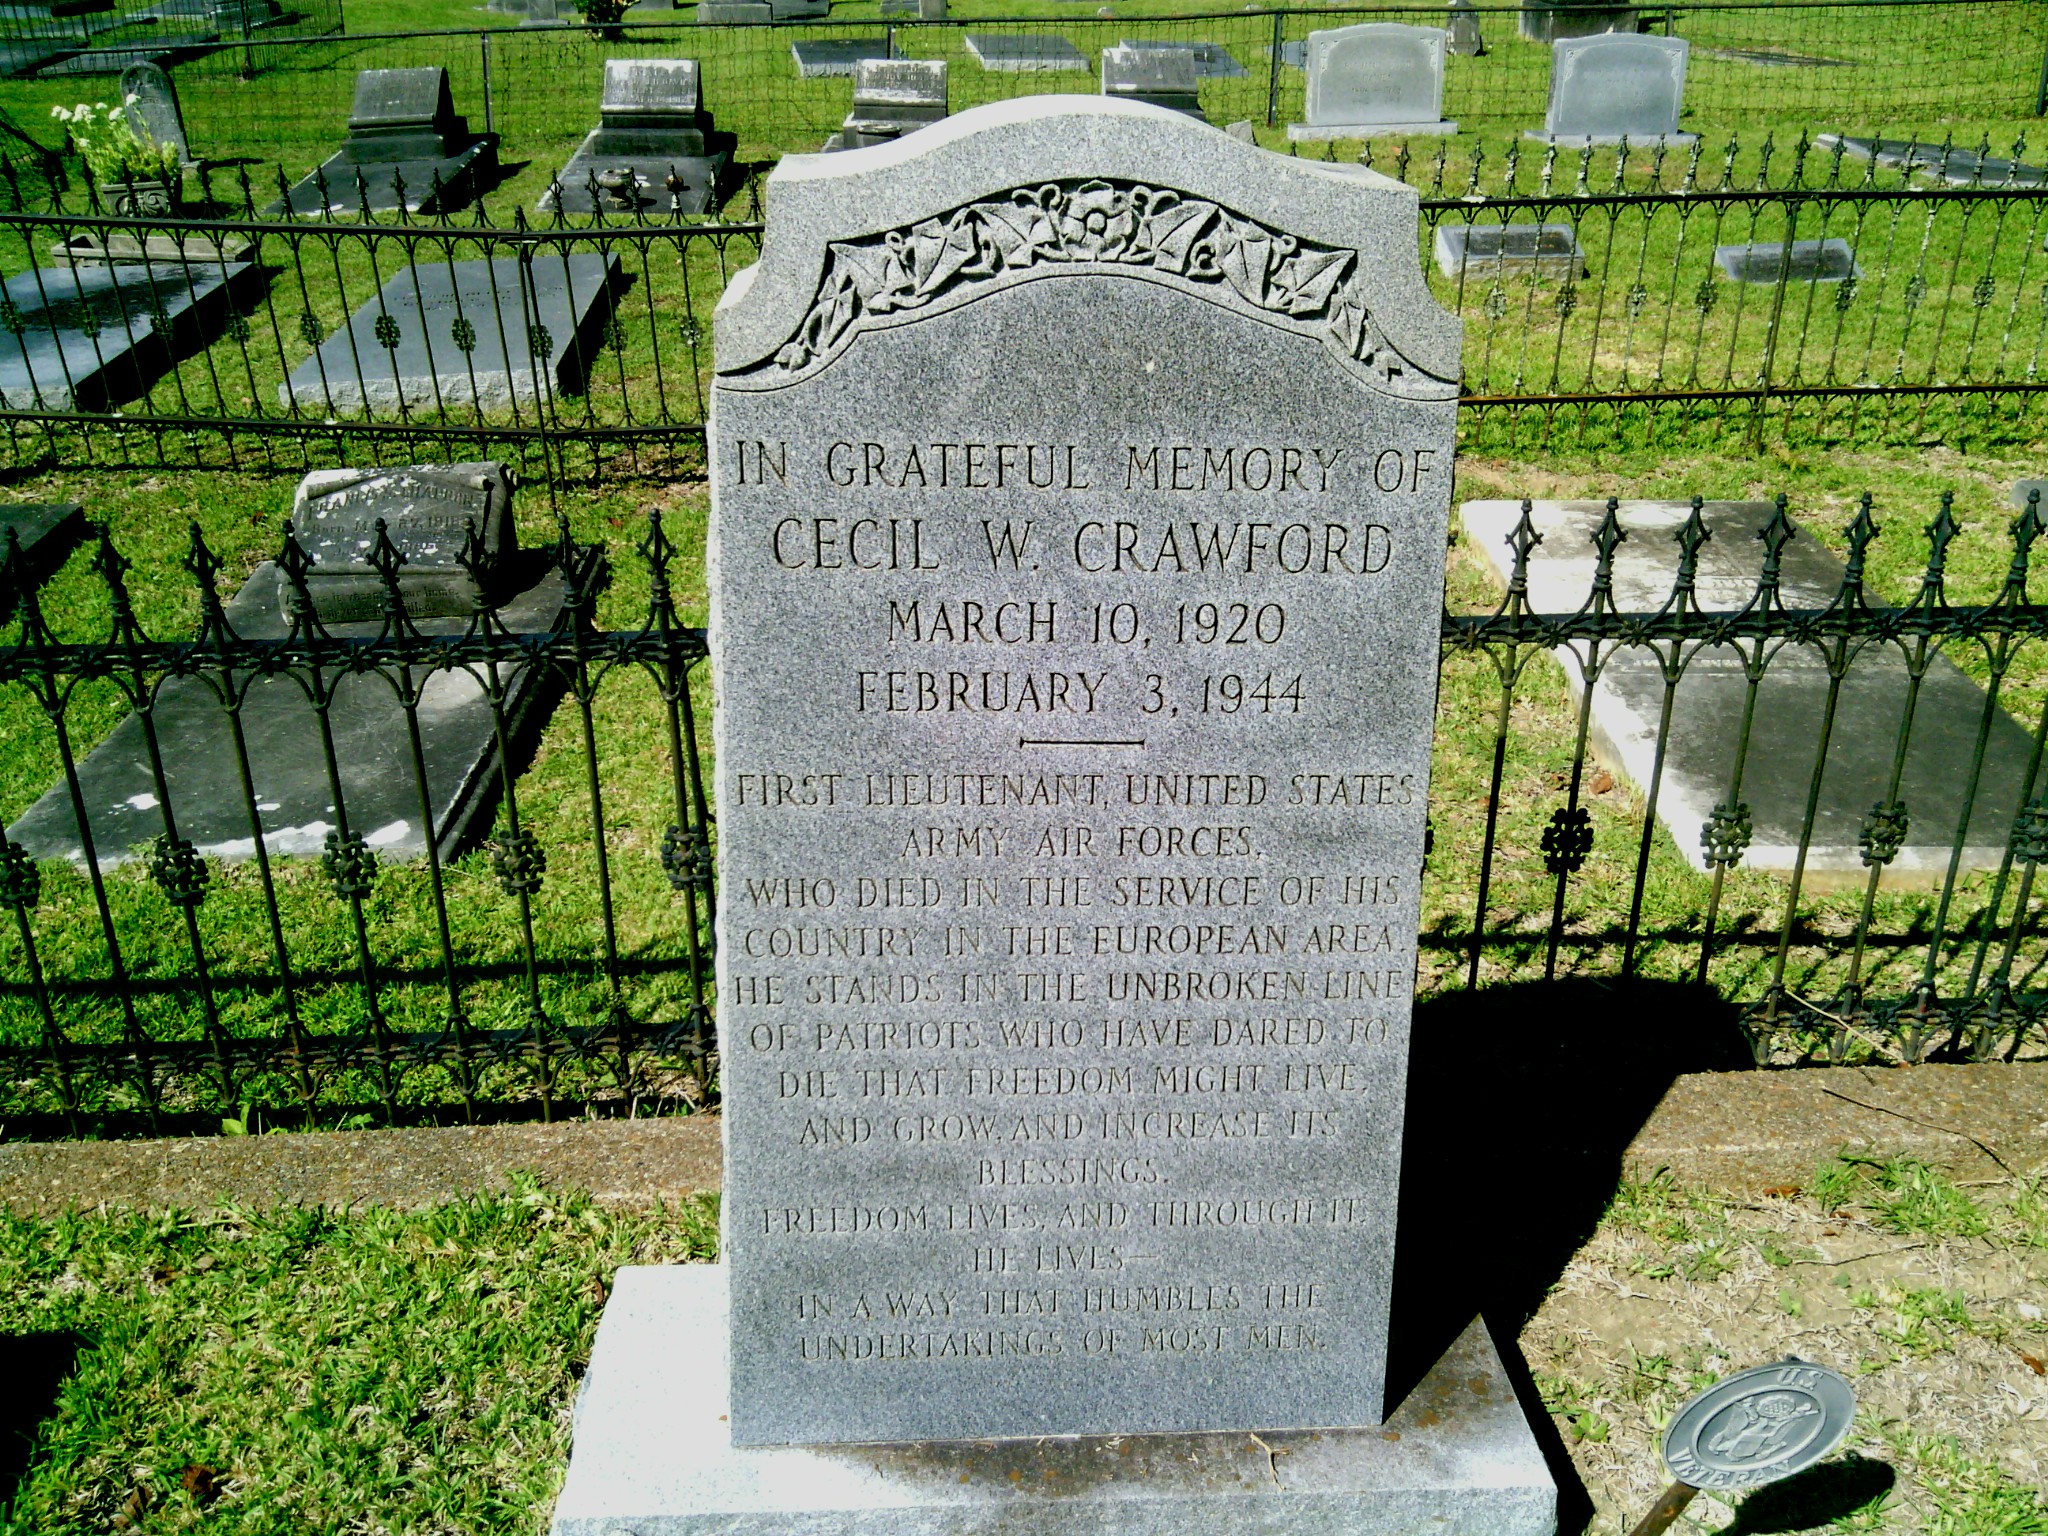 IN GRATEFUL MEMORY OF
CECIL W. CRAWFORD
MARCH 10, 1920
FEBRUARY 3, 1944
FIRST LIEUTENANT, UNITED STATES
ARMY AIR FORCES,
WHO DIED IN THE SERVICE OF HIS
COUNTRY IN THE EUROPEAN AREA.
HE STANDS IN THE UNBROKEN LINE
OF PATRIOTS WHO HAVE DARED TO
DIE THAT FREEDOM MIGHT LIVE,
AND GROW, AND INCREASE ITS
BLESSINGS.
FREEDOM LIVES, AND THROUGH IT,
HE LIVES—
IN A WAY THAT HUMBLES THE
UNDERTAKINGS OF MOST MEN.
U.S.
VETERAN